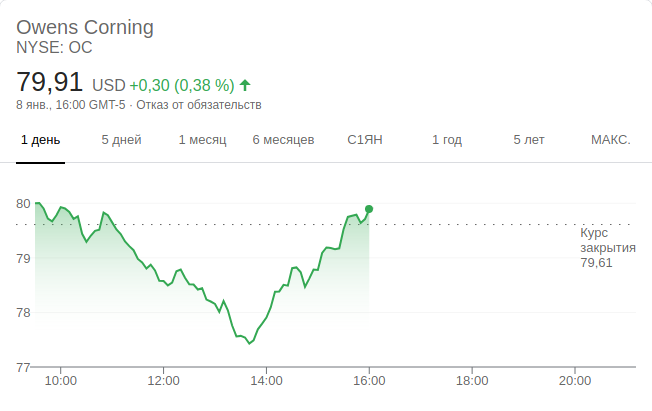 Owens Corning
NYSE: OC
79,91 USD +0,30 (0,38 %)
8 янв., 16:00 GMT-5 · Отказ от обязательств
1 день 5 дней 1 месяц 6 месяцев С1ЯН 1 год 5 лет МАКС.
80
Курс
закрытия
79,61
79
78
77
10:00 12:00 14:00 16:00 18:00 20:00